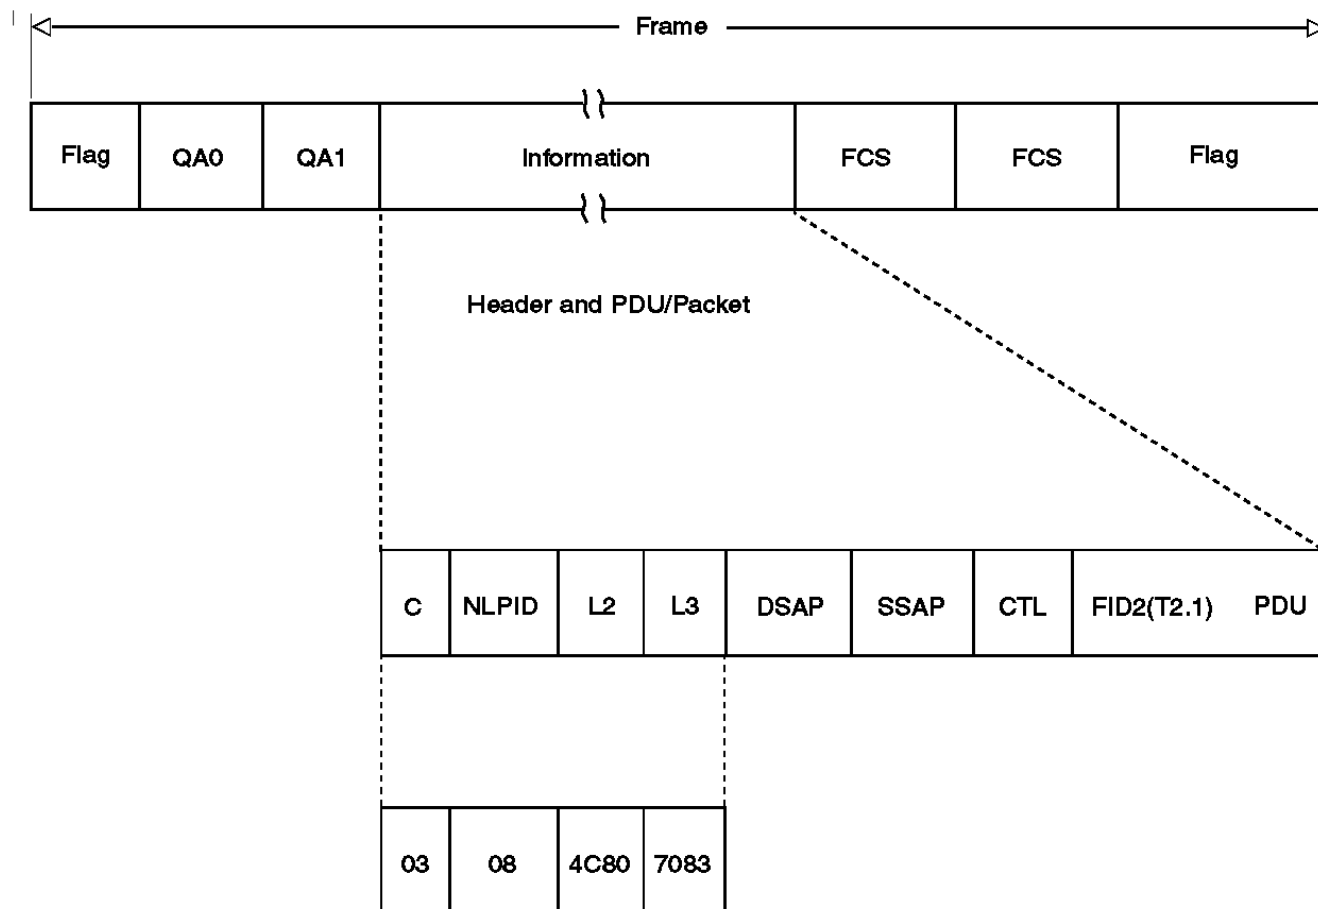 Frame
Flag QA0 QA1 Information FCS FCS Flag
Header and PDU/Packet
C NLPID L2 L3 DSAP SSAP CTL FID2(T2.1) PDU
03 08 4C80 7083